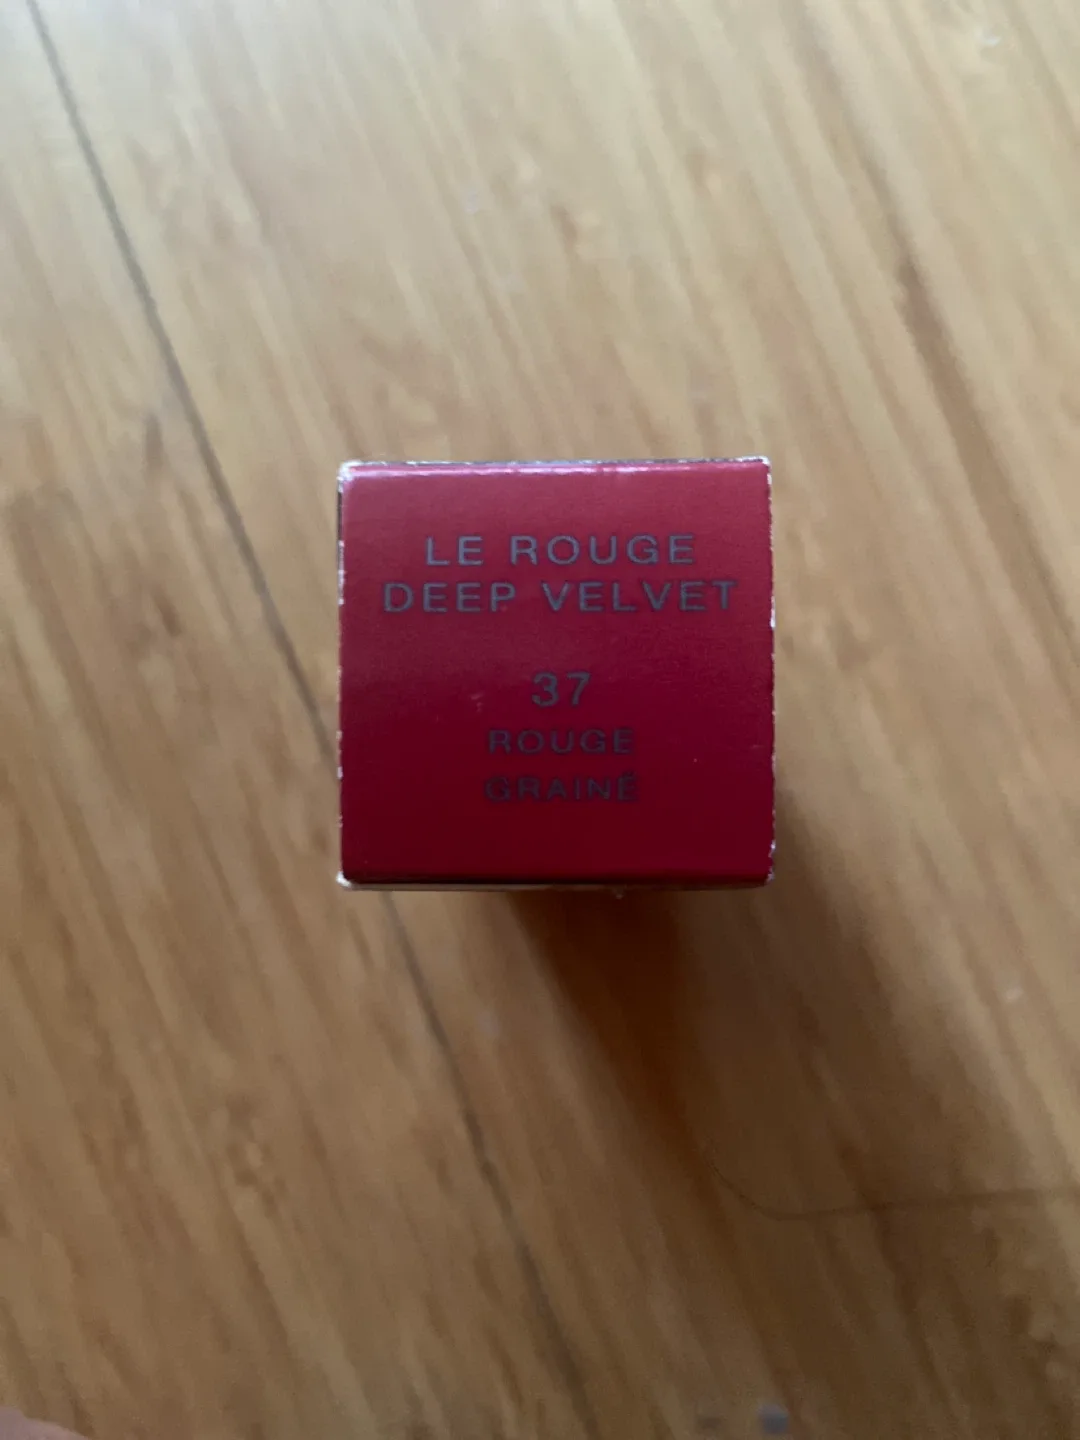 LE ROUGE
DEEP VELVET
37
ROUGE
GRAINÉ